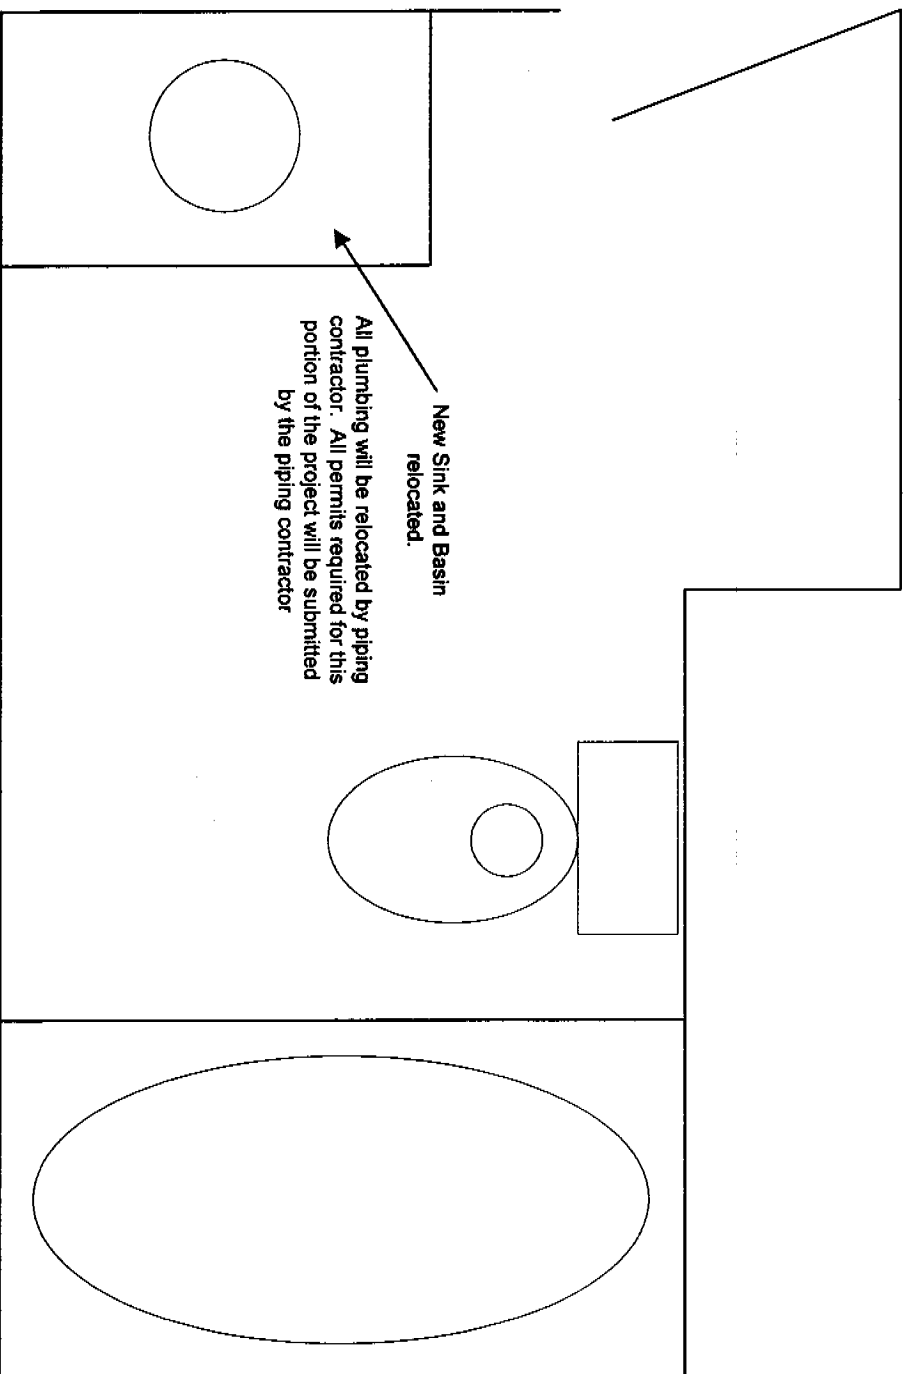 New Sink and Basin
relocated.
All plumbing will be relocated by piping
contractor. All permits required for this
portion of the project will be submitted
by the piping contractor